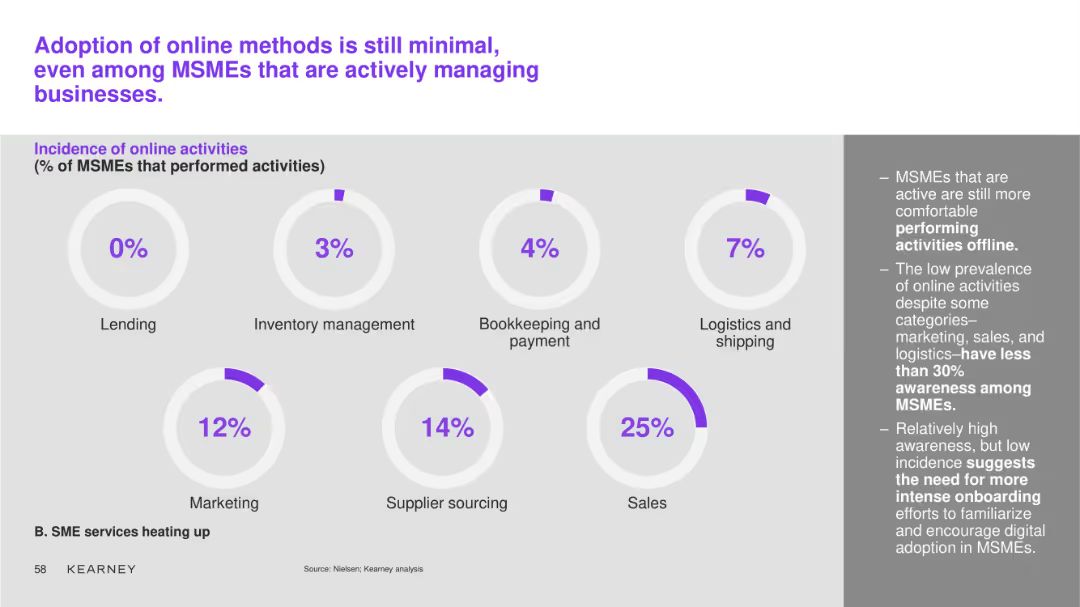 Adoption of online methods is still minimal,
even among MSMEs that are actively managing
businesses.
Incidence of online activities
(% of MSMEs that performed activities)
0%
Lending
3%
Inventory management
4%
Bookkeeping and
payment
7%
Logistics and
shipping
12%
Marketing
14%
Supplier sourcing
25%
Sales
B. SME services heating up
– MSMEs that are
active are still more
comfortable
performing
activities offline.
– The low prevalence
of online activities
despite some
categories–
marketing, sales, and
logistics–have less
than 30%
awareness among
MSMEs.
– Relatively high
awareness, but low
incidence suggests
the need for more
intense onboarding
efforts to familiarize
and encourage digital
adoption in MSMEs.
58 KEARNEY
Source: Nielsen; Kearney analysis